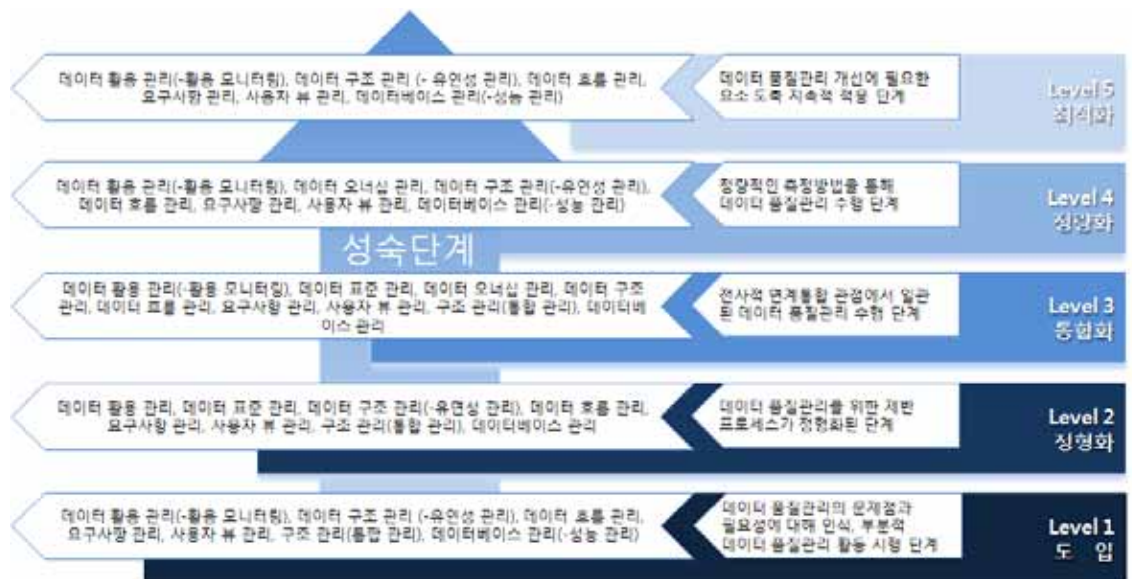 데이터 활용 관리(-활용 모니터링), 데이터 구조 관리 (- 유연성 관리), 데이터 흐름 관리,
요구사항 관리, 사용자 뷰 관리, 데이터베이스 관리(-성능 관리)
데이터 품질관리 개선에 필요한
요소 도출 지속적 적용 단계
Level 5
최적화
데이터 활용 관리(-활용 모니터링), 데이터 오너십 관리, 데이터 구조 관리(-유연성 관리),
데이터 흐름 관리, 요구사항 관리, 사용자 뷰 관리, 데이터베이스 관리(-성능 관리)
정량적인 측정방법을 통해
데이터 품질관리 수행 단계
Level 4
정량화
성숙단계
데이터 활용 관리(-활용 모니터링), 데이터 표준 관리, 데이터 오너십 관리, 데이터 구조
관리, 데이터 흐름 관리, 요구사항 관리, 사용자 뷰 관리, 구조 관리(통합 관리), 데이터베
이스 관리
전사적 연계통합 관점에서 일관
된 데이터 품질관리 수행 단계
Level 3
통합화
데이터 활용 관리, 데이터 표준 관리, 데이터 구조 관리(-유연성 관리), 데이터 흐름 관리,
요구사항 관리, 사용자 뷰 관리, 구조 관리(통합 관리), 데이터베이스 관리
데이터 품질관리를 위한 제반
프로세스가 정형화된 단계
Level 2
정형화
데이터 활용 관리(-활용 모니터링), 데이터 구조 관리 (-유연성 관리), 데이터 흐름 관리,
요구사항 관리, 사용자 뷰 관리, 구조 관리(통합 관리), 데이터베이스 관리(-성능 관리)
데이터 품질관리의 문제점과
필요성에 대해 인식, 부분적
데이터 품질관리 활동 시행 단계
Level 1
도 입